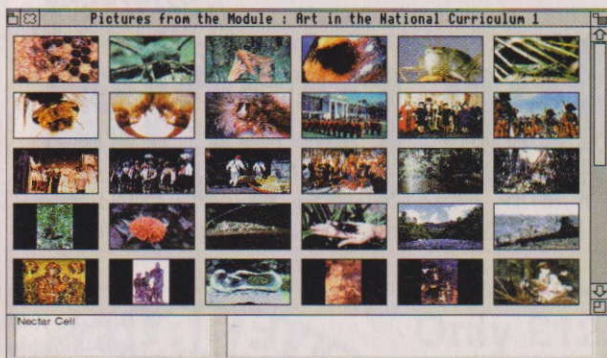 Pictures from the Module : Art in the National Curriculum 1
Nectar Cell